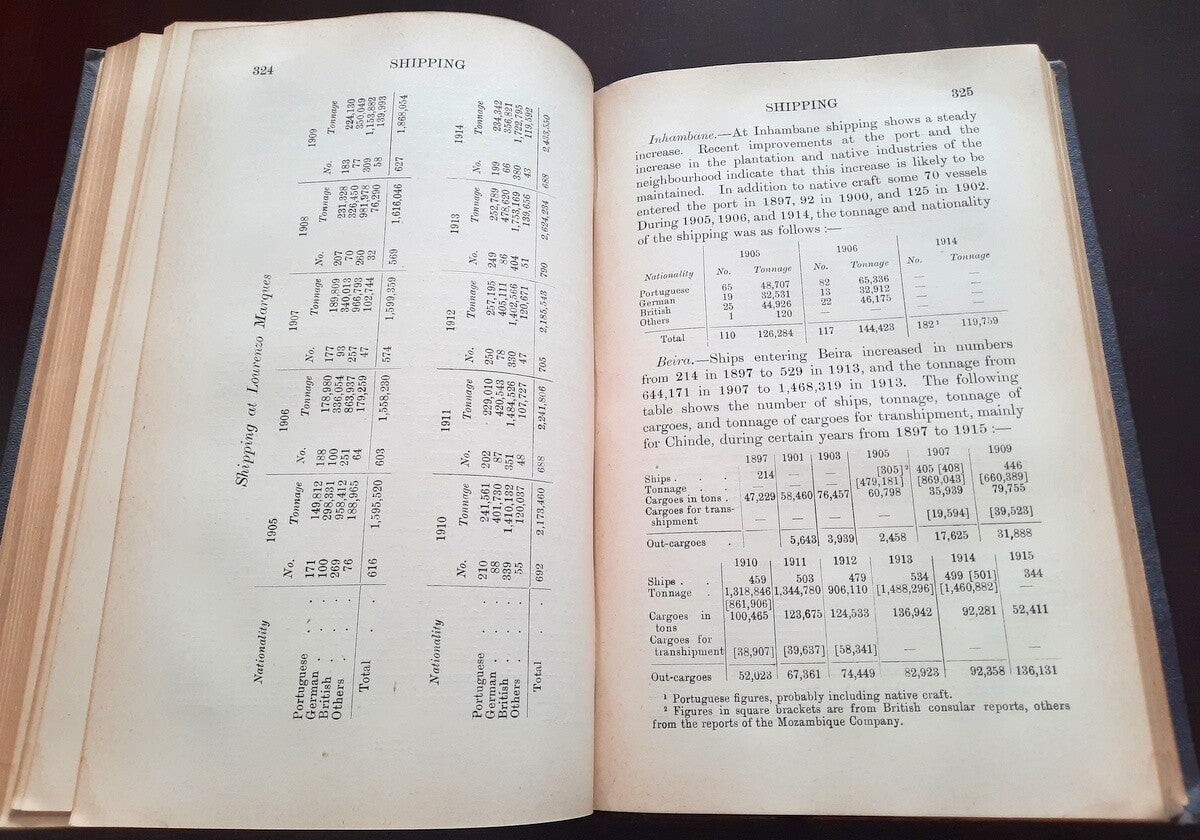 324 SHIPPING
Shipping at Lourenzo Marques
Nationality 1905 1906 1907 1908 1909
No. Tonnage No. Tonnage No. Tonnage No. Tonnage No. Tonnage
Portuguese . . 171 149,812 188 178,980 177 189,809 207 231,328 183 224,130
German . . . 100 298,331 100 336,054 93 340,013 70 326,450 77 350,049
British . . . 269 958,412 251 863,937 257 966,793 260 981,978 309 1,153,882
Others . . . 76 188,965 64 179,259 47 102,744 32 76,290 58 139,993
Total . . 616 1,595,520 603 1,558,230 574 1,599,359 569 1,616,046 627 1,868,054
Nationality 1910 1911 1912 1913 1914
No. Tonnage No. Tonnage No. Tonnage No. Tonnage No. Tonnage
Portuguese . . 210 241,561 202 229,010 250 257,195 249 252,789 199 234,342
German . . . 88 401,730 87 420,543 78 405,111 86 478,620 66 356,821
British . . . 339 1,410,132 351 1,484,526 330 1,402,566 404 1,753,169 380 1,722,795
Others . . . 55 120,037 48 107,727 47 120,671 51 139,656 43 119,592
Total . . 692 2,173,460 688 2,241,806 705 2,185,543 790 2,624,234 688 2,433,550
SHIPPING 325
Inhambane.—At Inhambane shipping shows a steady
increase. Recent improvements at the port and the
increase in the plantation and native industries of the
neighbourhood indicate that this increase is likely to be
maintained. In addition to native craft some 70 vessels
entered the port in 1897, 92 in 1900, and 125 in 1902.
During 1905, 1906, and 1914, the tonnage and nationality
of the shipping was as follows :—
1905 1906 1914
Nationality No. Tonnage No. Tonnage No. Tonnage
Portuguese 65 48,707 82 65,336 — —
German 19 32,531 13 32,912 — —
British 25 44,926 22 46,175 — —
Others 1 120 — — — —
Total 110 126,284 117 144,423 182¹ 119,759
Beira.—Ships entering Beira increased in numbers
from 214 in 1897 to 529 in 1913, and the tonnage from
644,171 in 1907 to 1,468,319 in 1913. The following
table shows the number of ships, tonnage, tonnage of
cargoes, and tonnage of cargoes for transhipment, mainly
for Chinde, during certain years from 1897 to 1915 :—
1897 1901 1903 1905 1907 1909
Ships . . . 214 — — [305]² 405 [408] 446
Tonnage . . — — — [479,181] [869,043] [660,389]
Cargoes in tons . 47,229 58,460 76,457 60,798 35,939 79,755
Cargoes for trans-
shipment — — — — [19,594] [39,523]
Out-cargoes . 5,643 3,939 2,458 17,625 31,888
1910 1911 1912 1913 1914 1915
Ships . . 459 503 479 534 499 [501] 344
Tonnage . 1,318,846 1,344,780 906,110 [1,488,296] [1,460,882] —
[861,906]
Cargoes in 100,465 123,675 124,533 136,942 92,281 52,411
tons
Cargoes for
transhipment [38,907] [39,637] [58,341] — — —
Out-cargoes 52,023 67,361 74,449 82,923 92,358 136,131
¹ Portuguese figures, probably including native craft.
² Figures in square brackets are from British consular reports, others
from the reports of the Mozambique Company.